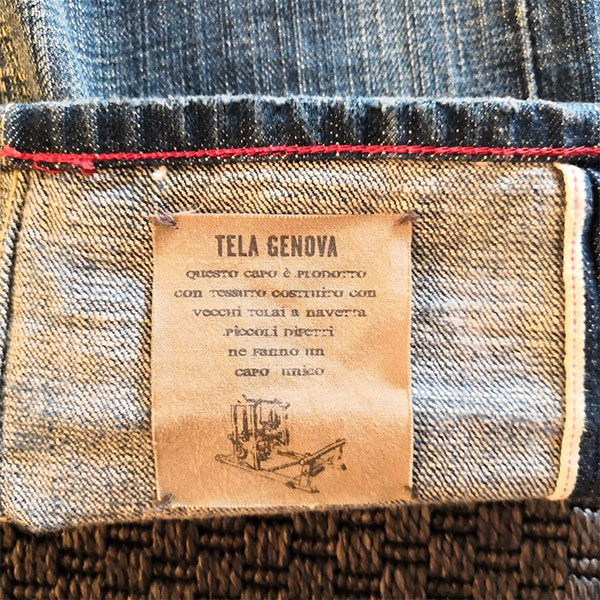 TELA GENOVA
QUESTO CAPO È PRODOTTO
CON TESSUTO COSTRUITO CON
VECCHI TELAI A NAVETTA
PICCOLI DIFETTI
NE FANNO UN
CAPO UNICO